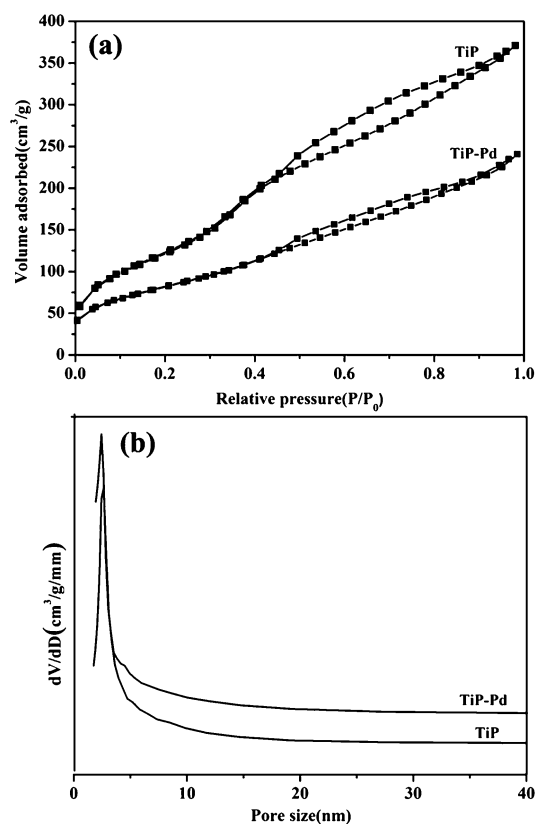 (a)
TiP
TiP-Pd
400
350
300
250
200
150
100
50
0
Volume adsorbed(cm³/g)
0.0 0.2 0.4 0.6 0.8 1.0
Relative pressure(P/P₀)
(b)
dV/dD(cm³/g/mm)
TiP-Pd
TiP
0 10 20 30 40
Pore size(nm)